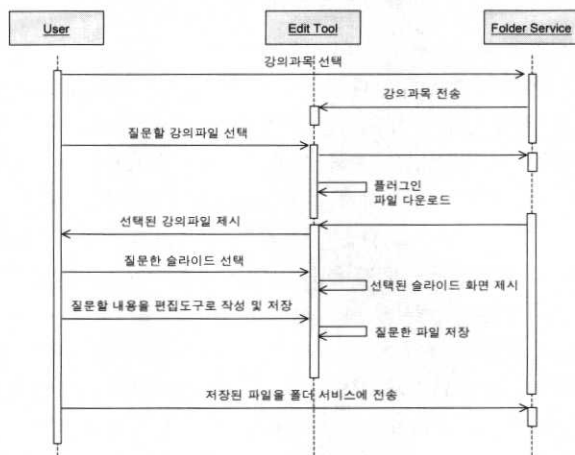 User
Edit Tool
Folder Service
강의과목 선택
강의과목 전송
질문할 강의파일 선택
플러그인
파일 다운로드
선택된 강의파일 제시
질문한 슬라이드 선택
선택된 슬라이드 화면 제시
질문할 내용을 편집도구로 작성 및 저장
질문한 파일 저장
저장된 파일을 폴더 서비스에 전송